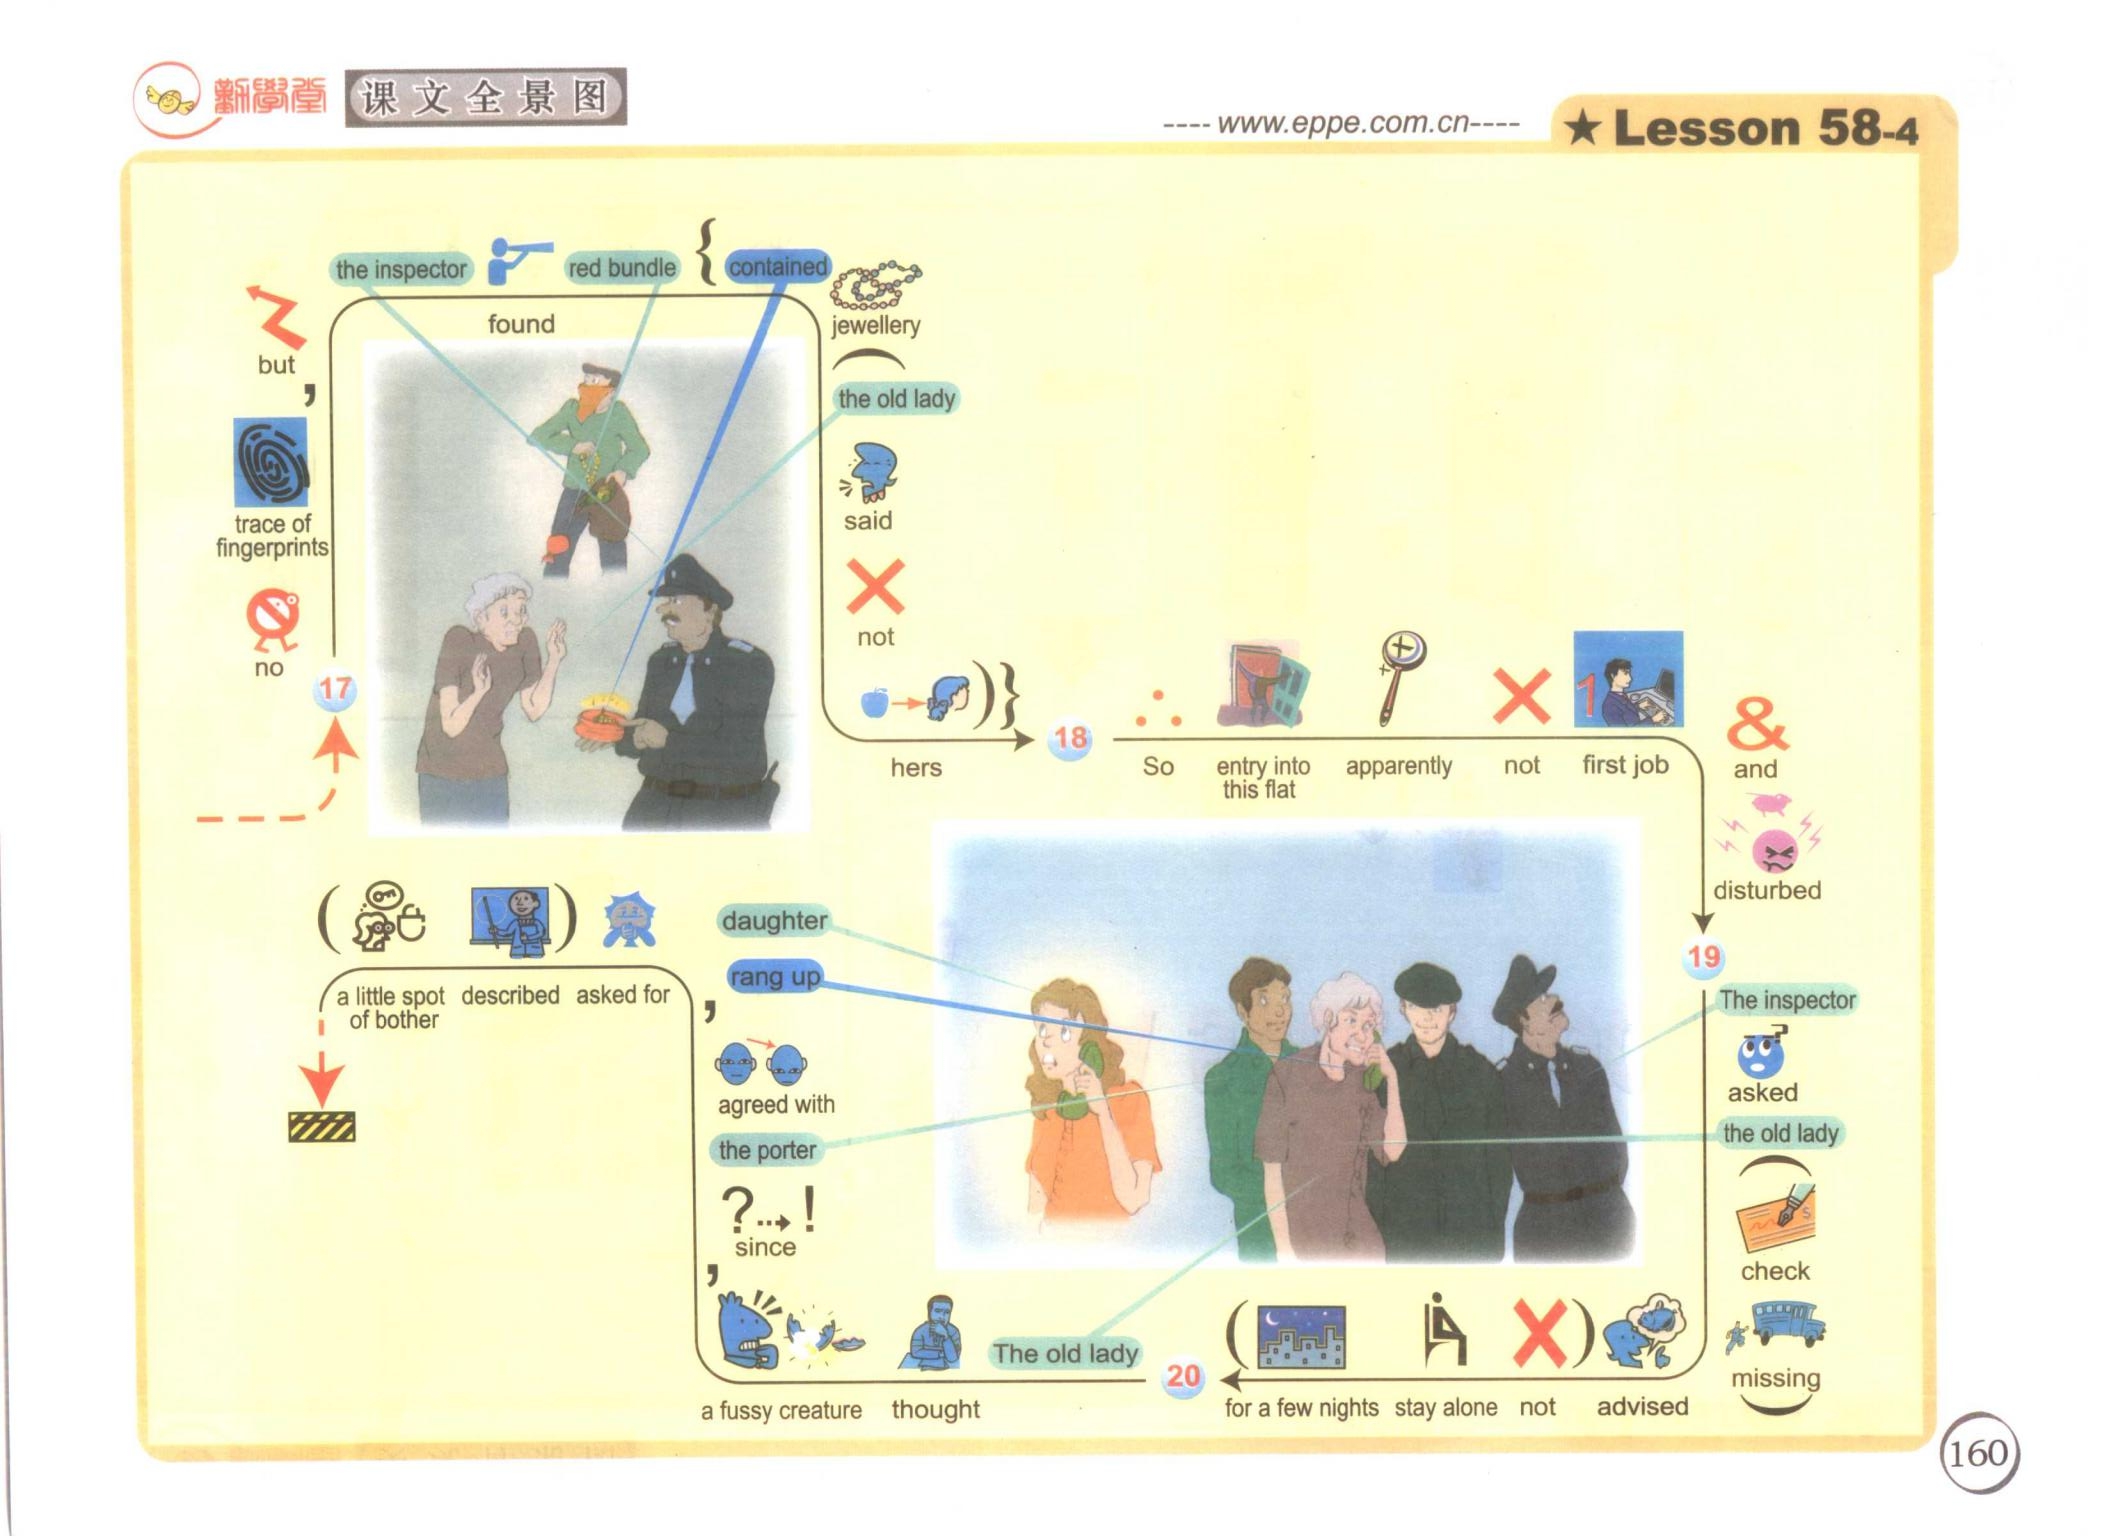 勤學堂
课文全景图
---- www.eppe.com.cn----
★ Lesson 58-4
17
no
trace of
fingerprints
,
but
the inspector
found
red bundle
{
contained
jewellery
(
the old lady
said
not
hers
)}
18
So
entry into
this flat
apparently
not
1
first job
&
and
disturbed
19
The inspector
asked
the old lady
(
check
missing
)
advised
)
not
stay alone
for a few nights
(
20
The old lady
thought
a fussy creature
,
? ! 
since
the porter
agreed with
,
rang up
daughter
asked for
)
described
a little spot
of bother
(
160